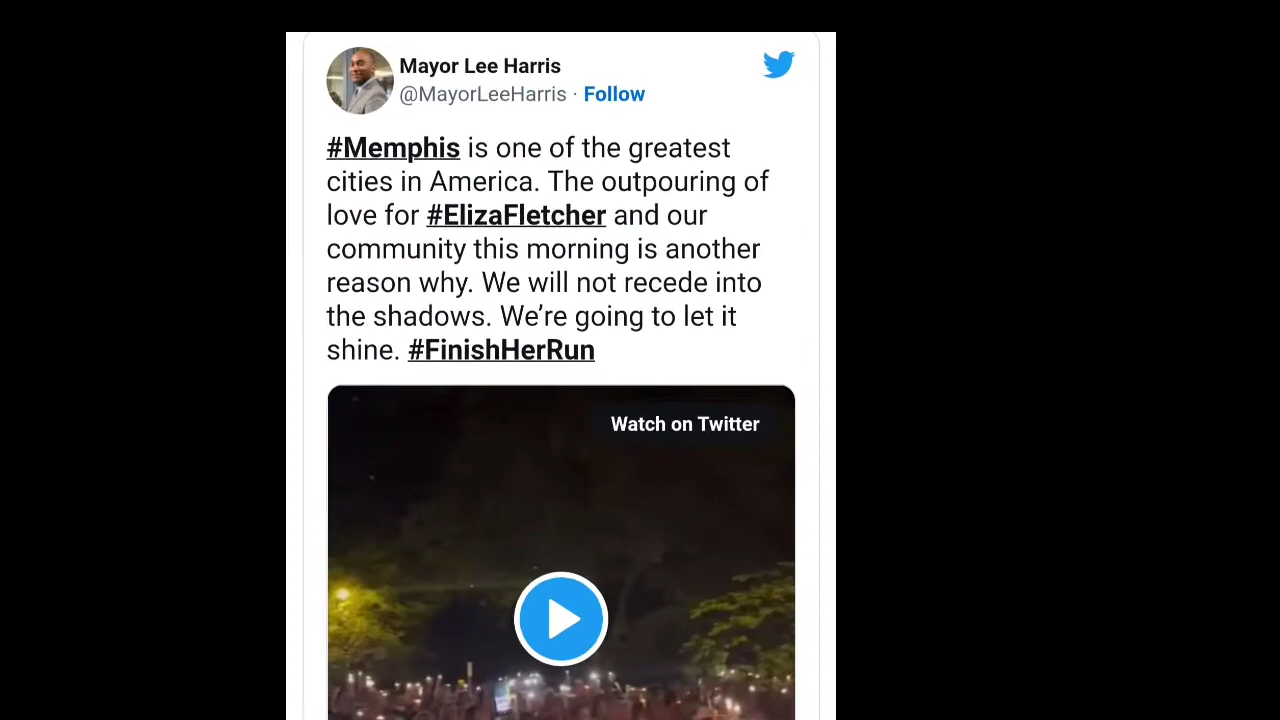 Mayor Lee Harris
@MayorLeeHarris · Follow
#Memphis is one of the greatest
cities in America. The outpouring of
love for #ElizaFletcher and our
community this morning is another
reason why. We will not recede into
the shadows. We’re going to let it
shine. #FinishHerRun
Watch on Twitter